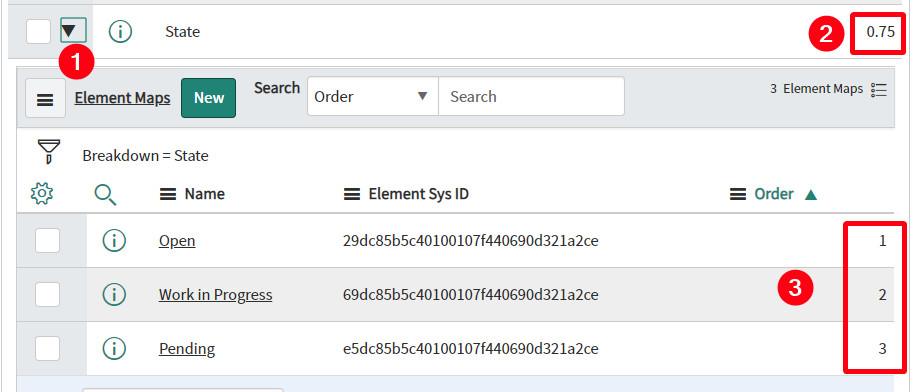 State 2 0.75
1
Element Maps New Search Order Search 3 Element Maps
Breakdown = State
Name Element Sys ID Order
Open 29dc85b5c40100107f440690d321a2ce 1
Work in Progress 69dc85b5c40100107f440690d321a2ce 3 2
Pending e5dc85b5c40100107f440690d321a2ce 3